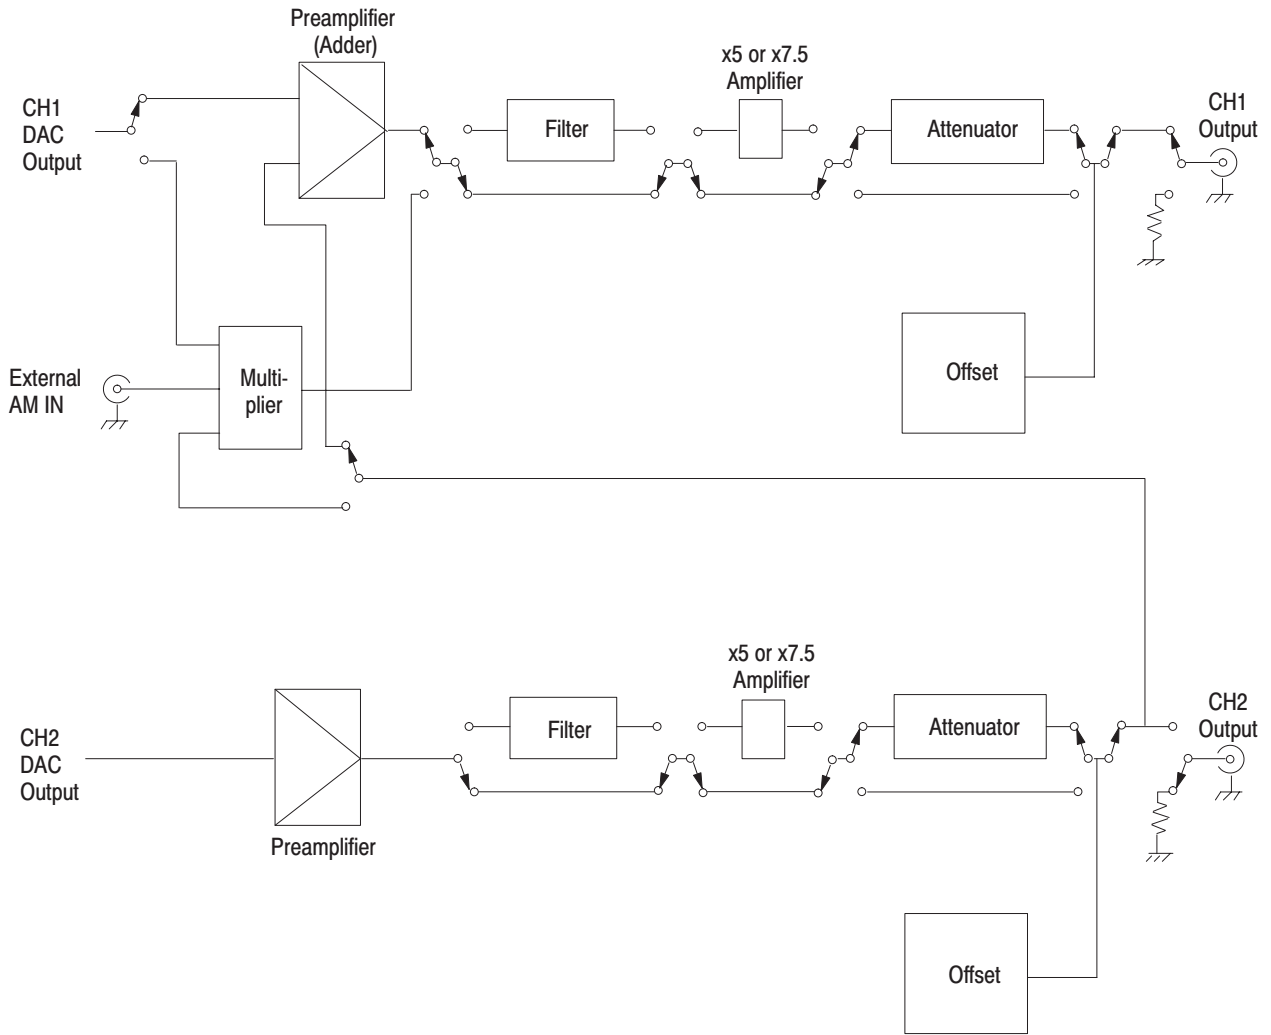 Preamplifier
(Adder)
x5 or x7.5
Amplifier
CH1
DAC
Output
Filter
Attenuator
CH1
Output
External
AM IN
Multi-
plier
Offset
x5 or x7.5
Amplifier
CH2
DAC
Output
Filter
Attenuator
CH2
Output
Preamplifier
Offset